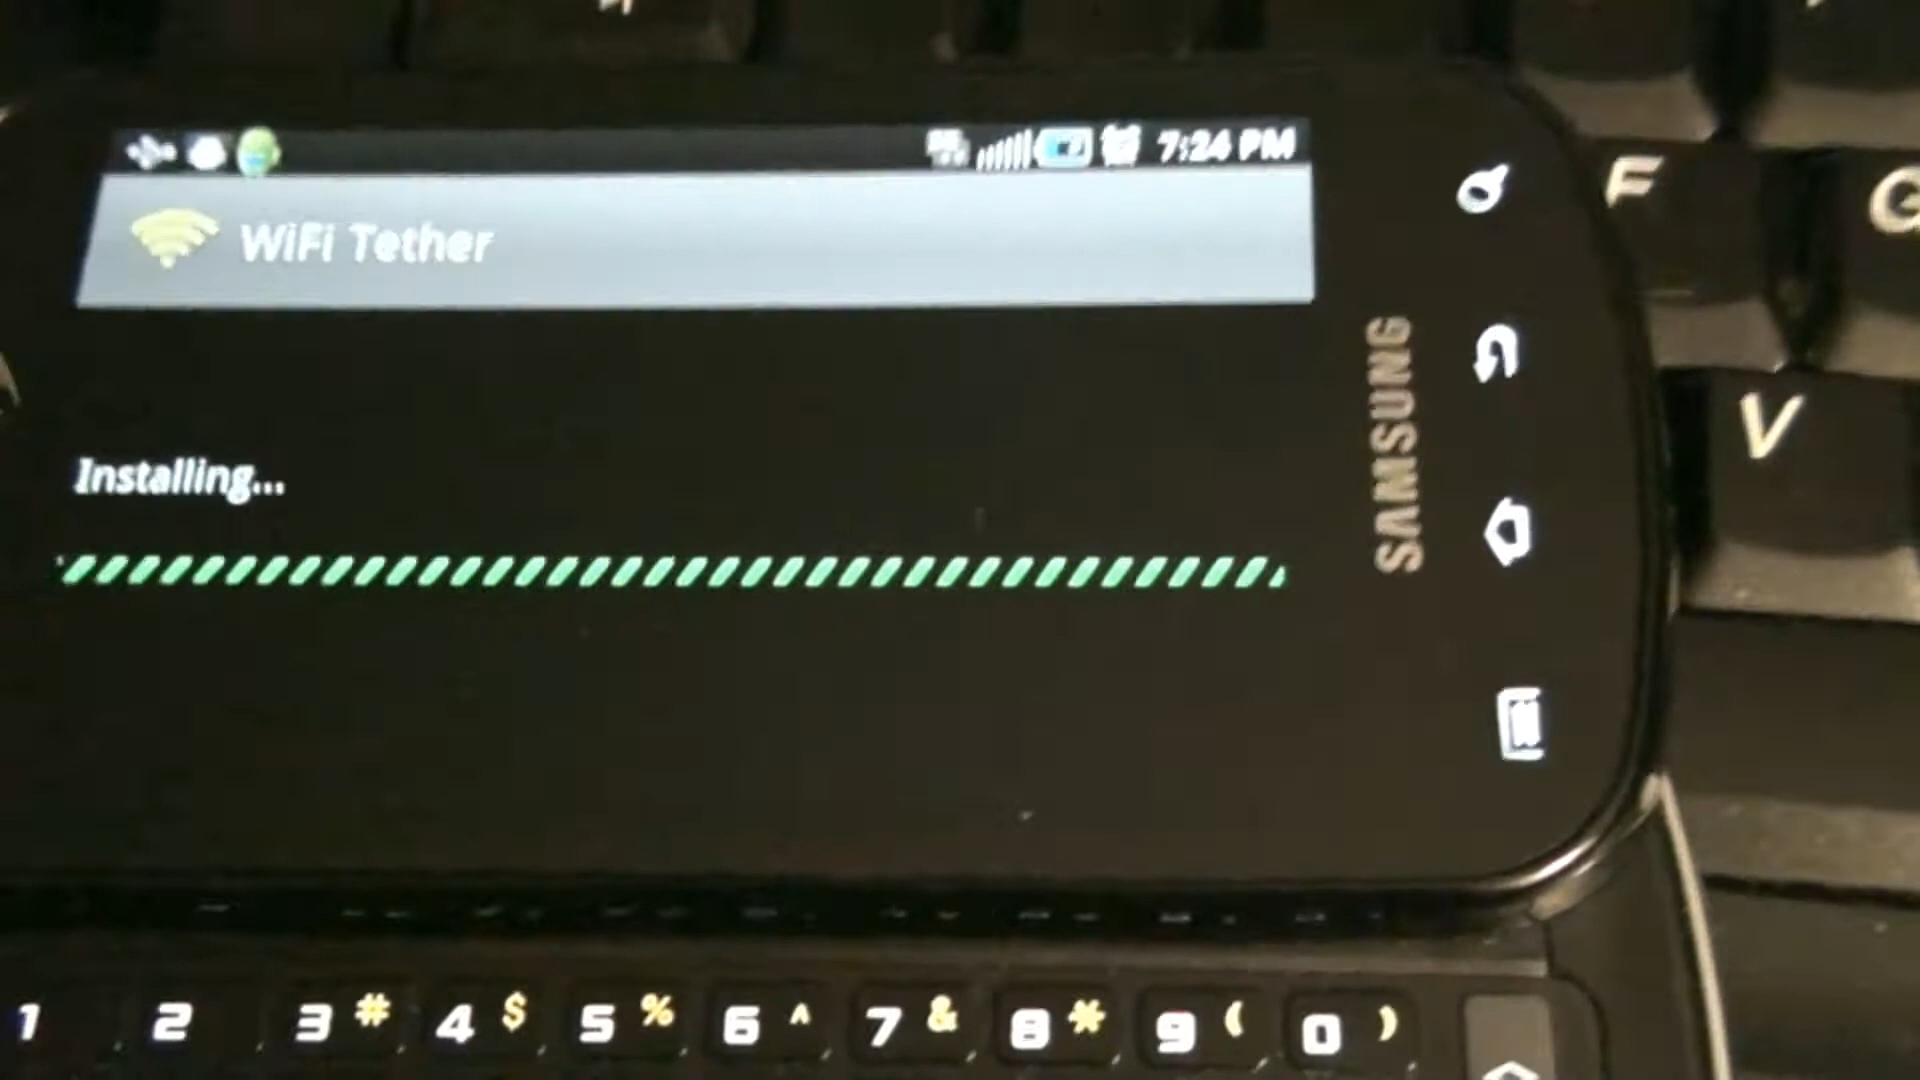 7:24 PM
WiFi Tether
Installing...
SAMSUNG
F
G
V
1 2 3 # 4 $ 5 % 6 ^ 7 & 8 * 9 ( 0 )